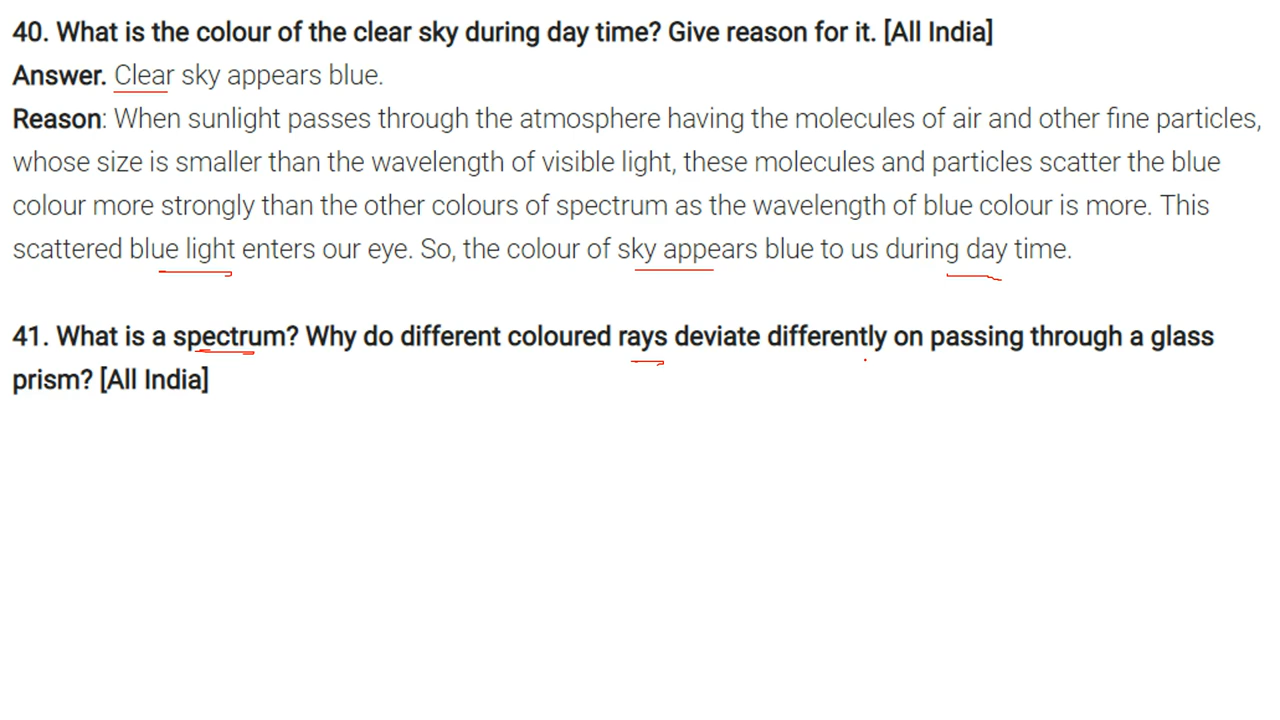 40. What is the colour of the clear sky during day time? Give reason for it. [All India]
Answer. Clear sky appears blue.
Reason: When sunlight passes through the atmosphere having the molecules of air and other fine particles,
whose size is smaller than the wavelength of visible light, these molecules and particles scatter the blue
colour more strongly than the other colours of spectrum as the wavelength of blue colour is more. This
scattered blue light enters our eye. So, the colour of sky appears blue to us during day time.
41. What is a spectrum? Why do different coloured rays deviate differently on passing through a glass
prism? [All India]